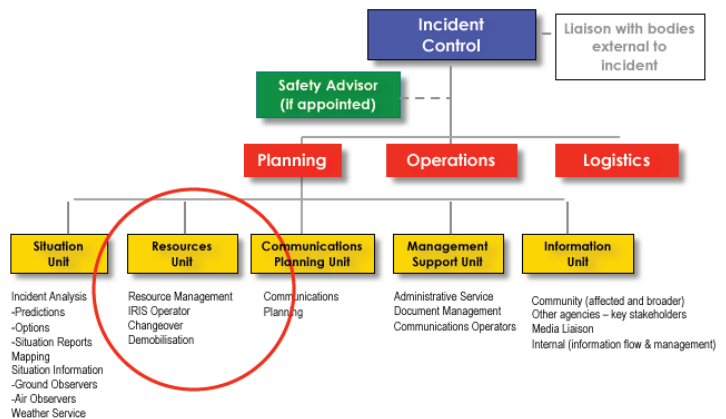 Incident
Control
Liaison with bodies
external to
incident
Safety Advisor
(if appointed)
Planning
Operations
Logistics
Situation
Unit
Resources
Unit
Communications
Planning Unit
Management
Support Unit
Information
Unit
Incident Analysis
-Predictions
-Options
-Situation Reports
Mapping
Situation Information
-Ground Observers
-Air Observers
Weather Service
Resource Management
IRIS Operator
Changeover
Demobilisation
Communications
Planning
Administrative Service
Document Management
Communications Operators
Community (affected and broader)
Other agencies – key stakeholders
Media Liaison
Internal (information flow & management)